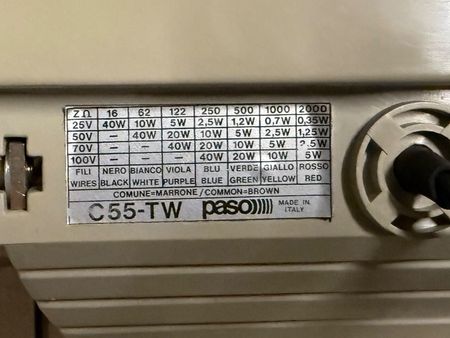 Z Ω 16 62 122 250 500 1000 2000
25V 40W 10W 5W 2,5W 1,2W 0,7W 0,35W
50V – 40W 20W 10W 5W 2,5W 1,25W
70V – – 40W 20W 10W 5W 2,5W
100V – – – 40W 20W 10W 5W
FILI NERO BIANCO VIOLA BLU VERDE GIALLO ROSSO
WIRES BLACK WHITE PURPLE BLUE GREEN YELLOW RED
COMUNE=MARRONE/COMMON=BROWN
C55-TW paso))))) MADE IN ITALY